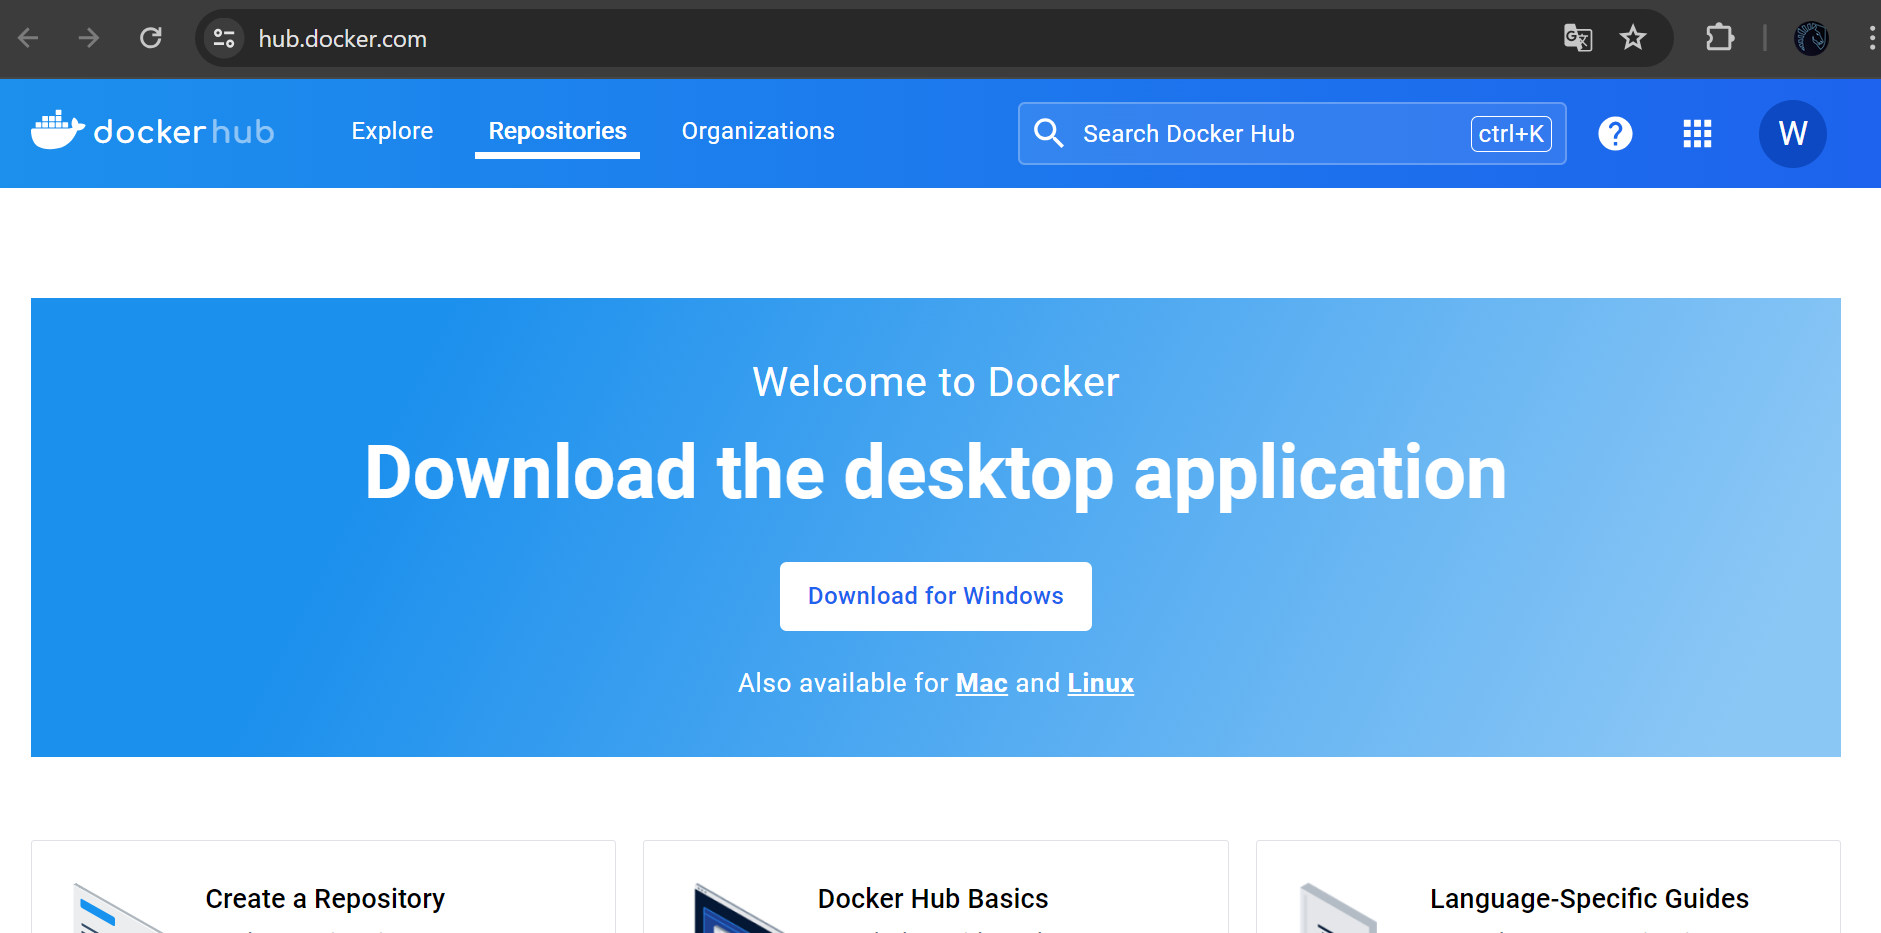 hub.docker.com
docker hub
Explore
Repositories
Organizations
Search Docker Hub
ctrl+K
?
W
Welcome to Docker
Download the desktop application
Download for Windows
Also available for Mac and Linux
Create a Repository
Docker Hub Basics
Language-Specific Guides